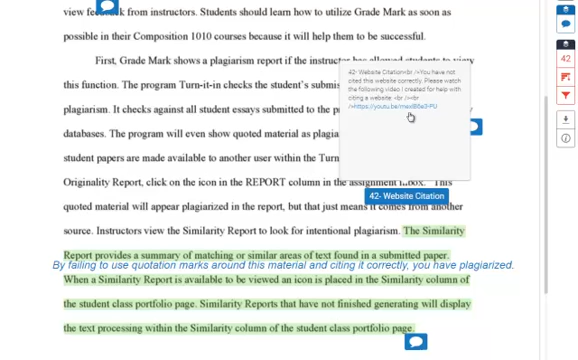 view feedback from instructors. Students should learn how to utilize Grade Mark as soon as
possible in their Composition 1010 courses because it will help them to be successful.
First, Grade Mark shows a plagiarism report if the instructor has allowed students to view
this function. The program Turn-it-in checks the student's submis
plagiarism. It checks against all student essays submitted to the p
databases. The program will even show quoted material as plagia
student papers are made available to another user within the Turn
Originality Report, click on the icon in the REPORT column in the assignment inbox. This
quoted material will appear plagiarized in the report, but that just means it comes from another
source. Instructors view the Similarity Report to look for intentional plagiarism. The Similarity
Report provides a summary of matching or similar areas of text found in a submitted paper.
By failing to use quotation marks around this material and citing it correctly, you have plagiarized.
When a Similarity Report is available to be viewed an icon is placed in the Similarity column of
the student class portfolio page. Similarity Reports that have not finished generating will display
the text processing within the Similarity column of the student class portfolio page.
42- Website Citation<br />You have not
cited this website correctly. Please watch
the following video I created for help with
citing a website. <br /><br
42- Website Citation
42